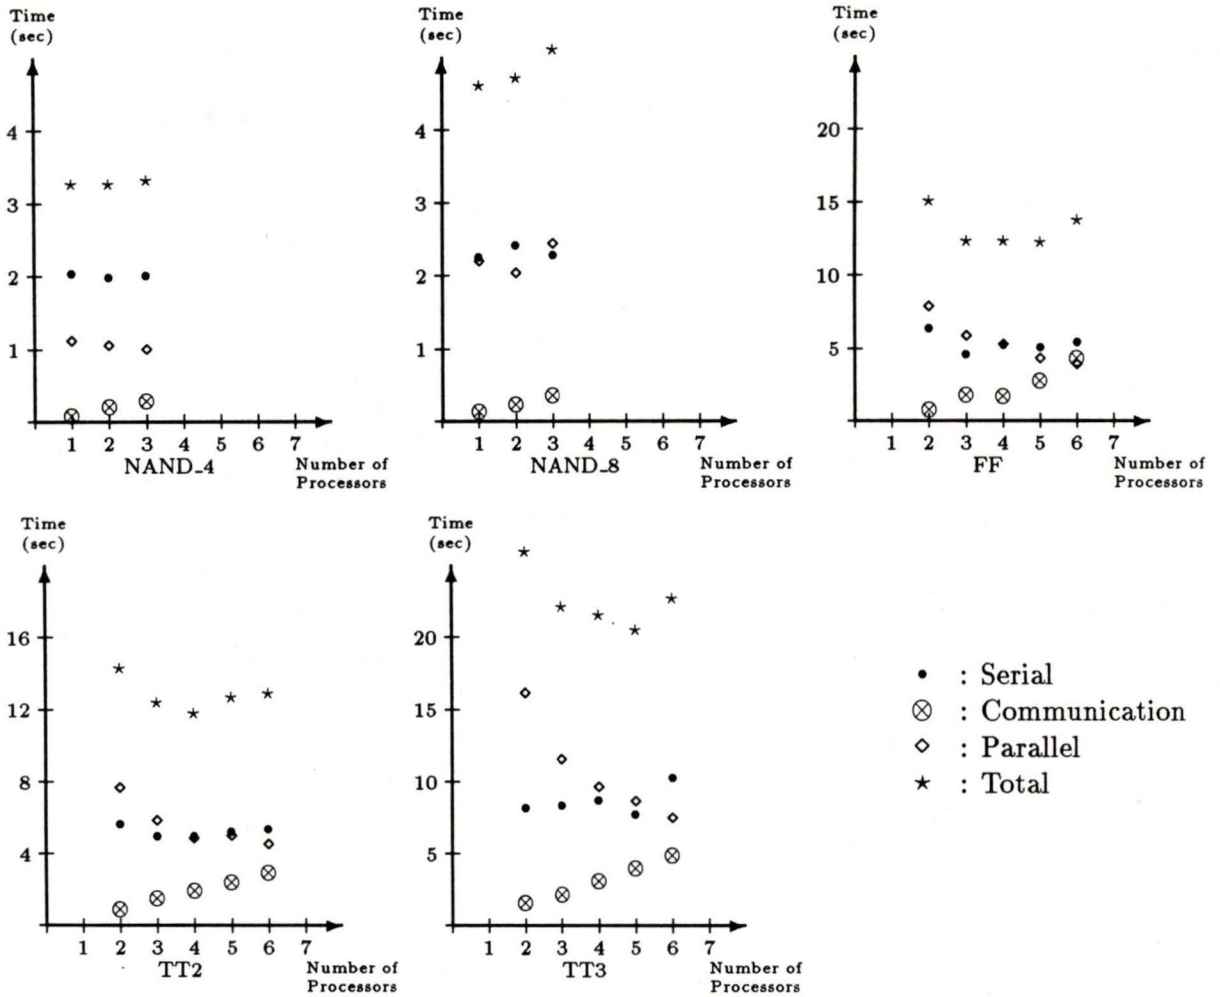 Time
(sec)
4
3
2
1
1 2 3 4 5 6 7
NAND_4
Number of
Processors
Time
(sec)
4
3
2
1
1 2 3 4 5 6 7
NAND_8
Number of
Processors
Time
(sec)
20
15
10
5
1 2 3 4 5 6 7
FF
Number of
Processors
Time
(sec)
16
12
8
4
1 2 3 4 5 6 7
TT2
Number of
Processors
Time
(sec)
20
15
10
5
1 2 3 4 5 6 7
TT3
Number of
Processors
: Serial
: Communication
: Parallel
: Total